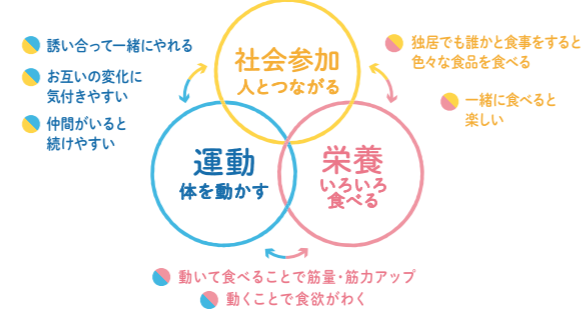 誘い合って一緒にやれる
お互いの変化に
気付きやすい
仲間がいると
続けやすい
社会参加
人とつながる
独居でも誰かと食事をすると
色々な食品を食べる
一緒に食べると
楽しい
運動
体を動かす
栄養
いろいろ
食べる
動いて食べることで筋量・筋力アップ
動くことで食欲がわく